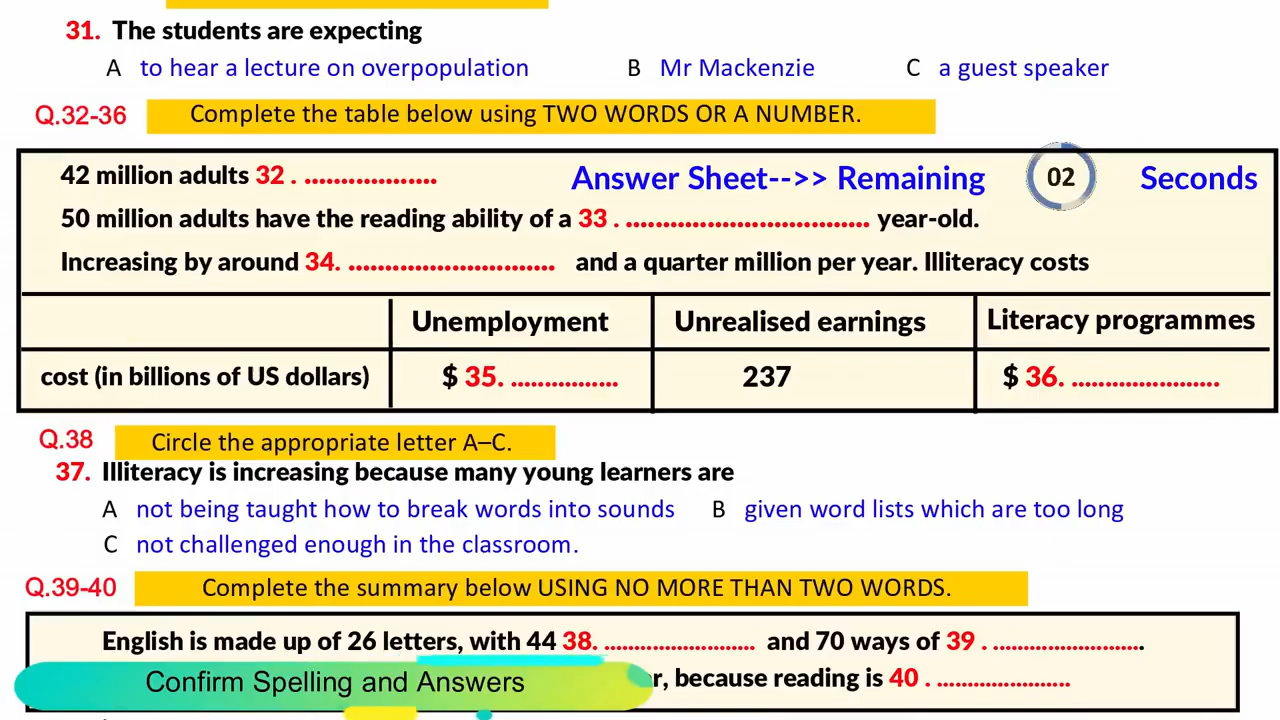 31. The students are expecting
A to hear a lecture on overpopulation B Mr Mackenzie C a guest speaker
Q.32-36 Complete the table below using TWO WORDS OR A NUMBER.
42 million adults 32 . .................. Answer Sheet-->> Remaining 02 Seconds
50 million adults have the reading ability of a 33 . ................................. year-old.
Increasing by around 34. ............................ and a quarter million per year. Illiteracy costs
Unemployment Unrealised earnings Literacy programmes
cost (in billions of US dollars) $ 35. ................ 237 $ 36. ......................
Q.38 Circle the appropriate letter A–C.
37. Illiteracy is increasing because many young learners are
A not being taught how to break words into sounds B given word lists which are too long
C not challenged enough in the classroom.
Q.39-40 Complete the summary below USING NO MORE THAN TWO WORDS.
English is made up of 26 letters, with 44 38. ...................... and 70 ways of 39 . ......................
Confirm Spelling and Answers r, because reading is 40 . ....................